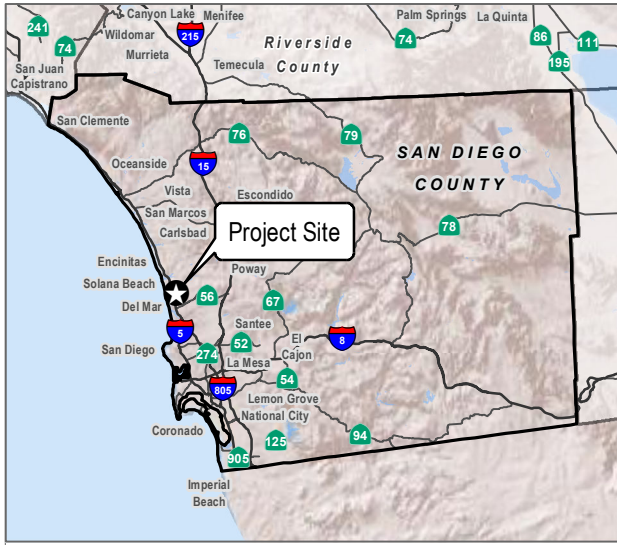 Canyon Lake
Menifee
241
74
Wildomar
215
Murrieta
San Juan
Capistrano
Temecula
Riverside
County
Palm Springs
La Quinta
74
86
111
195
San Clemente
76
79
SAN DIEGO
COUNTY
Oceanside
15
Vista
Escondido
San Marcos
Carlsbad
78
Project Site
Encinitas
Solana Beach
Del Mar
Poway
56
67
5
Santee
San Diego
274
52
El
Cajon
8
La Mesa
805
54
Lemon Grove
National City
Coronado
125
94
905
Imperial
Beach